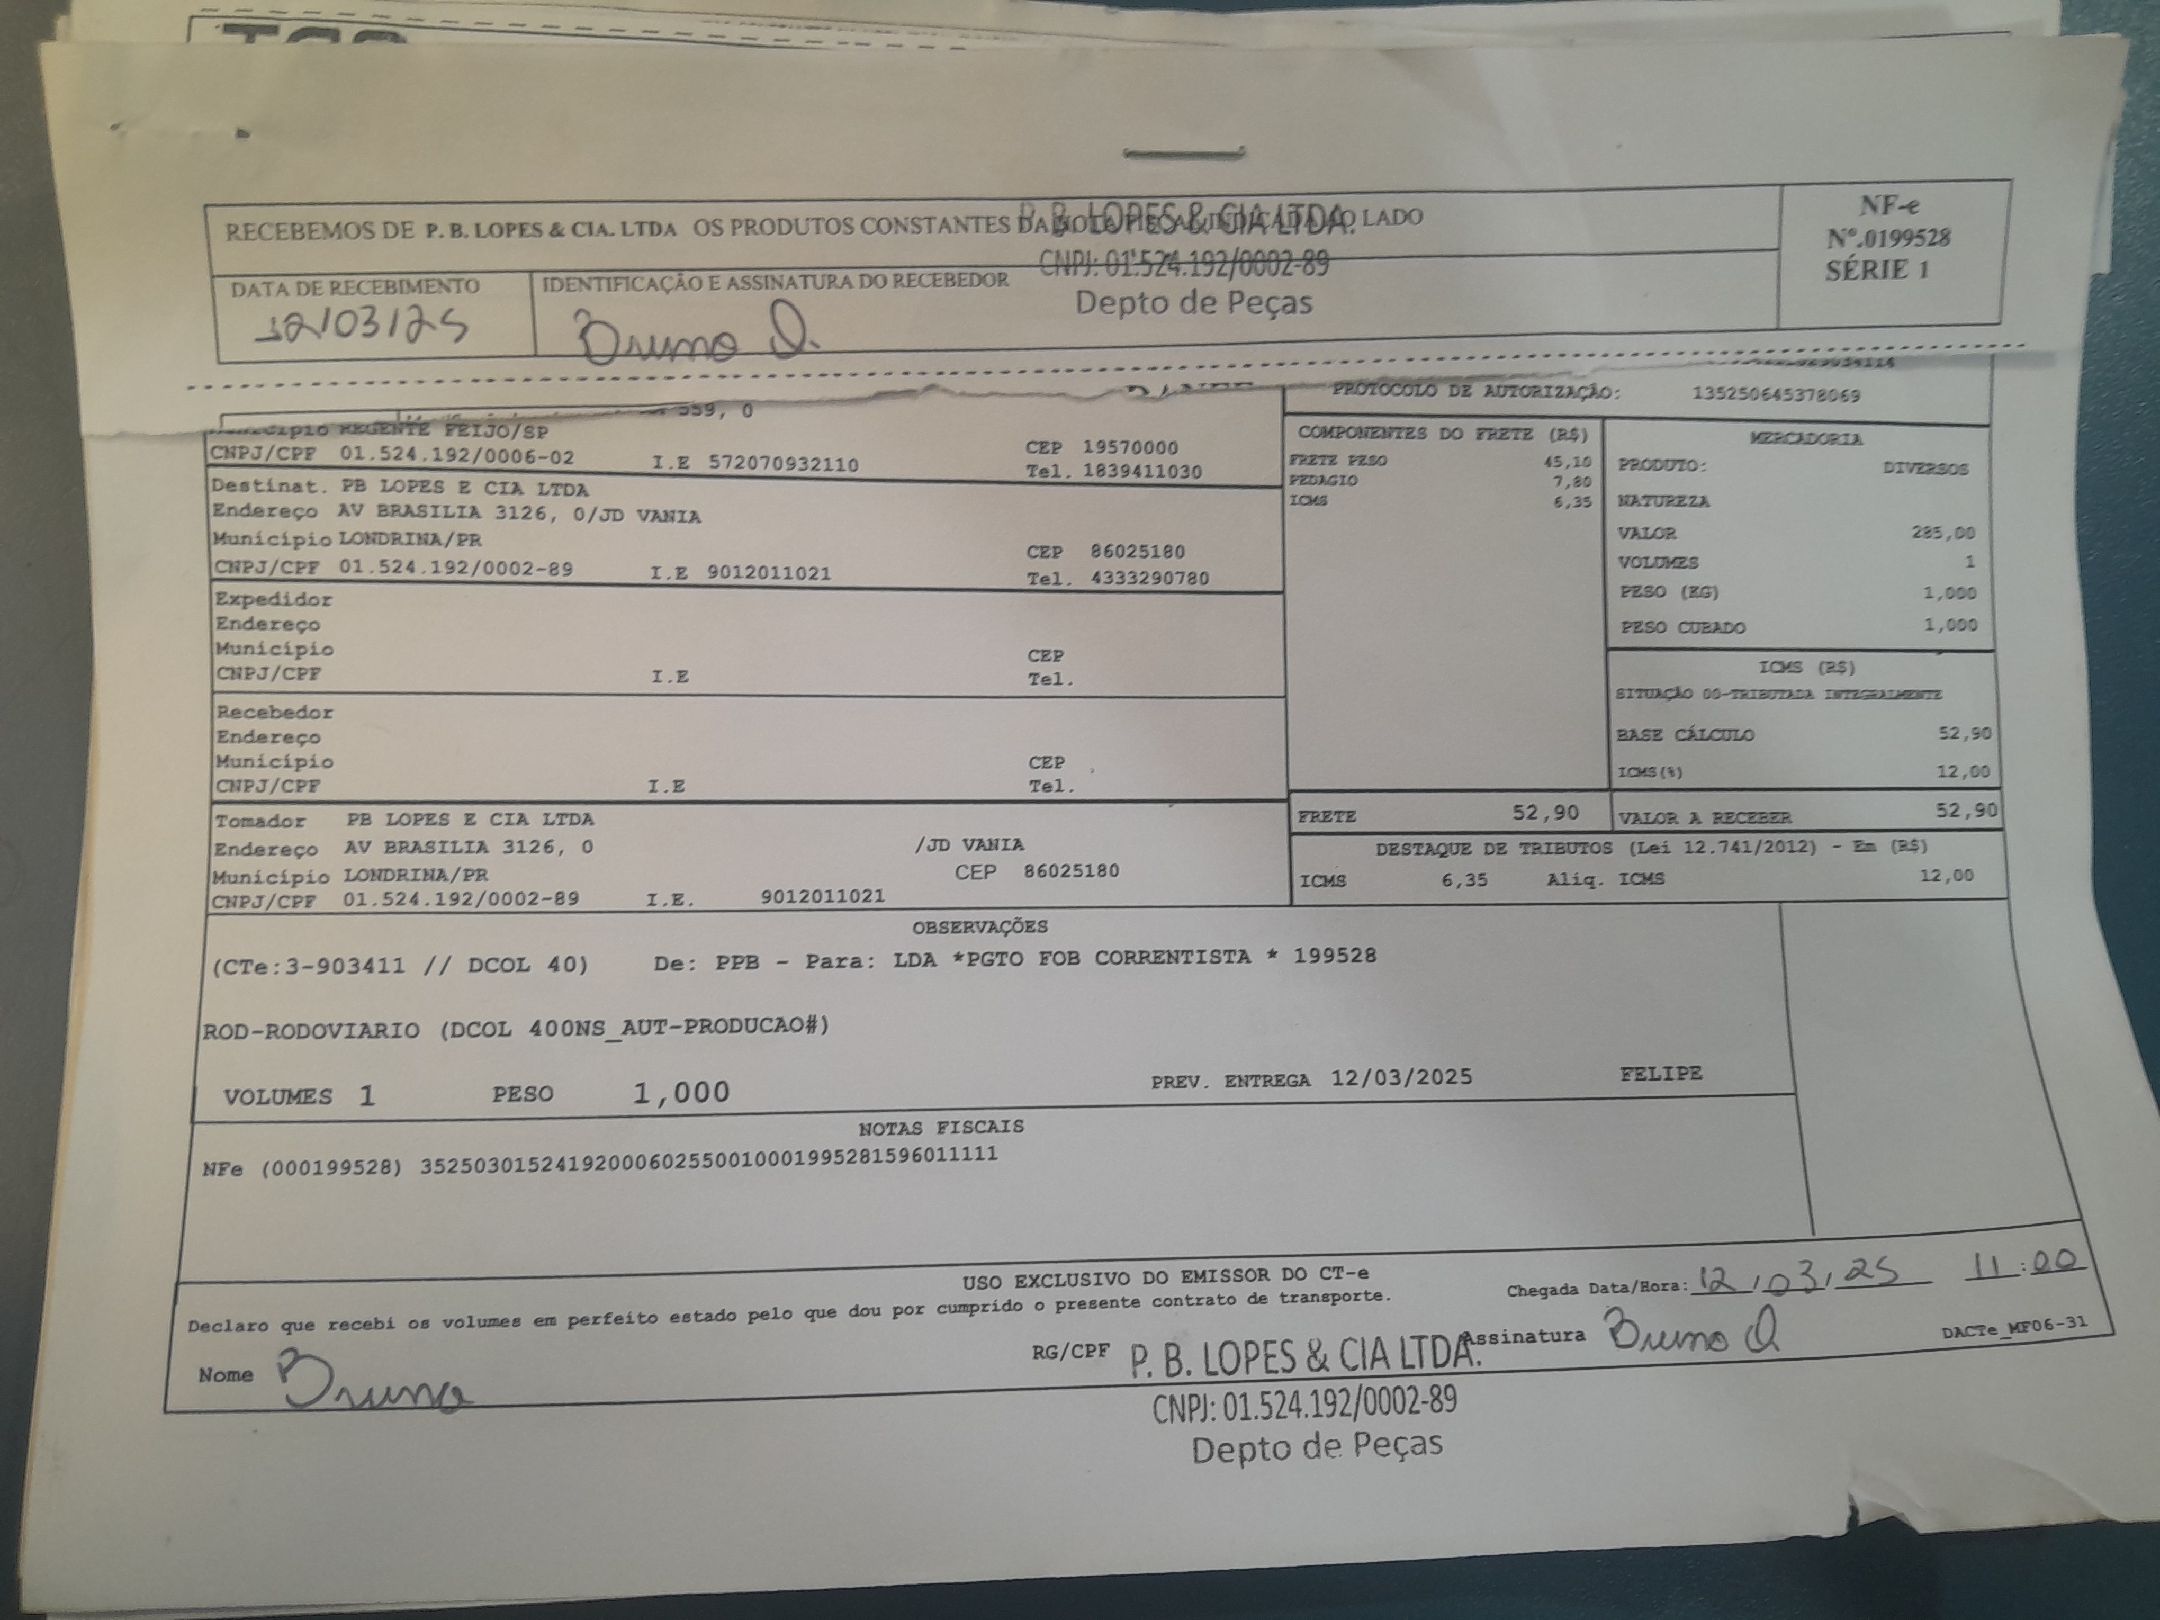 RECEBEMOS DE P. B. LOPES & CIA. LTDA OS PRODUTOS CONSTANTES DA NOTA FISCAL INDICADA AO LADO
NF-e
Nº.0199528
SÉRIE 1
P. B. LOPES & CIA LTDA.
CNPJ: 01.524.192/0002-89
Depto de Peças
DATA DE RECEBIMENTO
12/03/25
IDENTIFICAÇÃO E ASSINATURA DO RECEBEDOR
Bruno O.
559, 0
Município REGENTE FEIJO/SP
CNPJ/CPF 01.524.192/0006-02 I.E 572070932110
CEP 19570000
Tel. 1839411030
Destinat. PB LOPES E CIA LTDA
Endereço AV BRASILIA 3126, 0/JD VANIA
Município LONDRINA/PR
CEP 86025180
CNPJ/CPF 01.524.192/0002-89 I.E 9012011021
Tel. 4333290780
Expedidor
Endereço
Município
CEP
CNPJ/CPF I.E Tel.
Recebedor
Endereço
Município
CEP
CNPJ/CPF I.E Tel.
Tomador PB LOPES E CIA LTDA
Endereço AV BRASILIA 3126, 0 /JD VANIA
Município LONDRINA/PR CEP 86025180
CNPJ/CPF 01.524.192/0002-89 I.E. 9012011021
PROTOCOLO DE AUTORIZAÇÃO: 135250645378069
COMPONENTES DO FRETE (R$)
FRETE PESO 45,10
PEDAGIO 7,80
ICMS 6,35
MERCADORIA
PRODUTO: DIVERSOS
NATUREZA
VALOR 285,00
VOLUMES 1
PESO (KG) 1,000
PESO CUBADO 1,000
ICMS (R$)
SITUAÇÃO 00-TRIBUTADA INTEGRALMENTE
BASE CÁLCULO 52,90
ICMS(%) 12,00
FRETE 52,90
VALOR A RECEBER 52,90
DESTAQUE DE TRIBUTOS (Lei 12.741/2012) - Em (R$)
ICMS 6,35 Aliq. ICMS 12,00
OBSERVAÇÕES
(CTe:3-903411 // DCOL 40) De: PPB - Para: LDA *PGTO FOB CORRENTISTA * 199528
ROD-RODOVIARIO (DCOL 400NS_AUT-PRODUCAO#)
VOLUMES 1 PESO 1,000 PREV. ENTREGA 12/03/2025 FELIPE
NOTAS FISCAIS
NFe (000199528) 35250301524192000602550010001995281596011111
USO EXCLUSIVO DO EMISSOR DO CT-e
Declaro que recebi os volumes em perfeito estado pelo que dou por cumprido o presente contrato de transporte.
Chegada Data/Hora: 12/03/25 11:00
Nome Bruno
RG/CPF
Assinatura Bruno O
DACTe_MF06-31
P. B. LOPES & CIA LTDA.
CNPJ: 01.524.192/0002-89
Depto de Peças